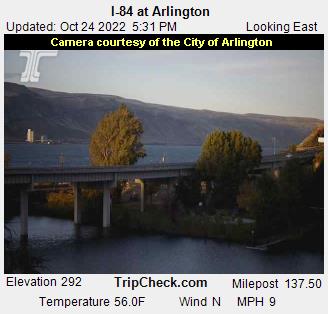 I-84 at Arlington
Updated: Oct 24 2022 5:31 PM Looking East
Camera courtesy of the City of Arlington
Elevation 292 TripCheck.com Milepost 137.50
Temperature 56.0F Wind N MPH 9